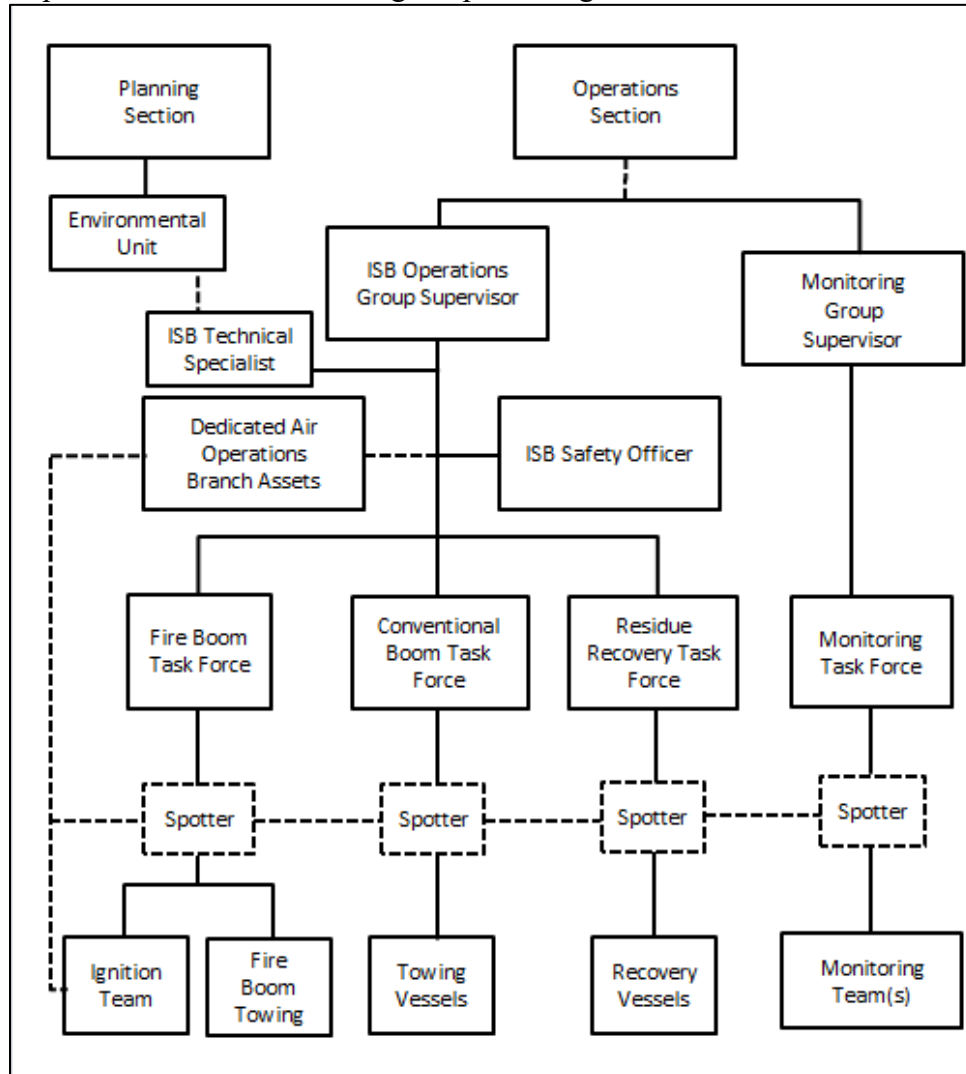 Planning
Section
Operations
Section
Environmental
Unit
ISB Operations
Group Supervisor
Monitoring
Group
Supervisor
ISB Technical
Specialist
Dedicated Air
Operations
Branch Assets
ISB Safety Officer
Fire Boom
Task Force
Conventional
Boom Task
Force
Residue
Recovery Task
Force
Monitoring
Task Force
Spotter
Spotter
Spotter
Spotter
Ignition
Team
Fire
Boom
Towing
Towing
Vessels
Recovery
Vessels
Monitoring
Team(s)